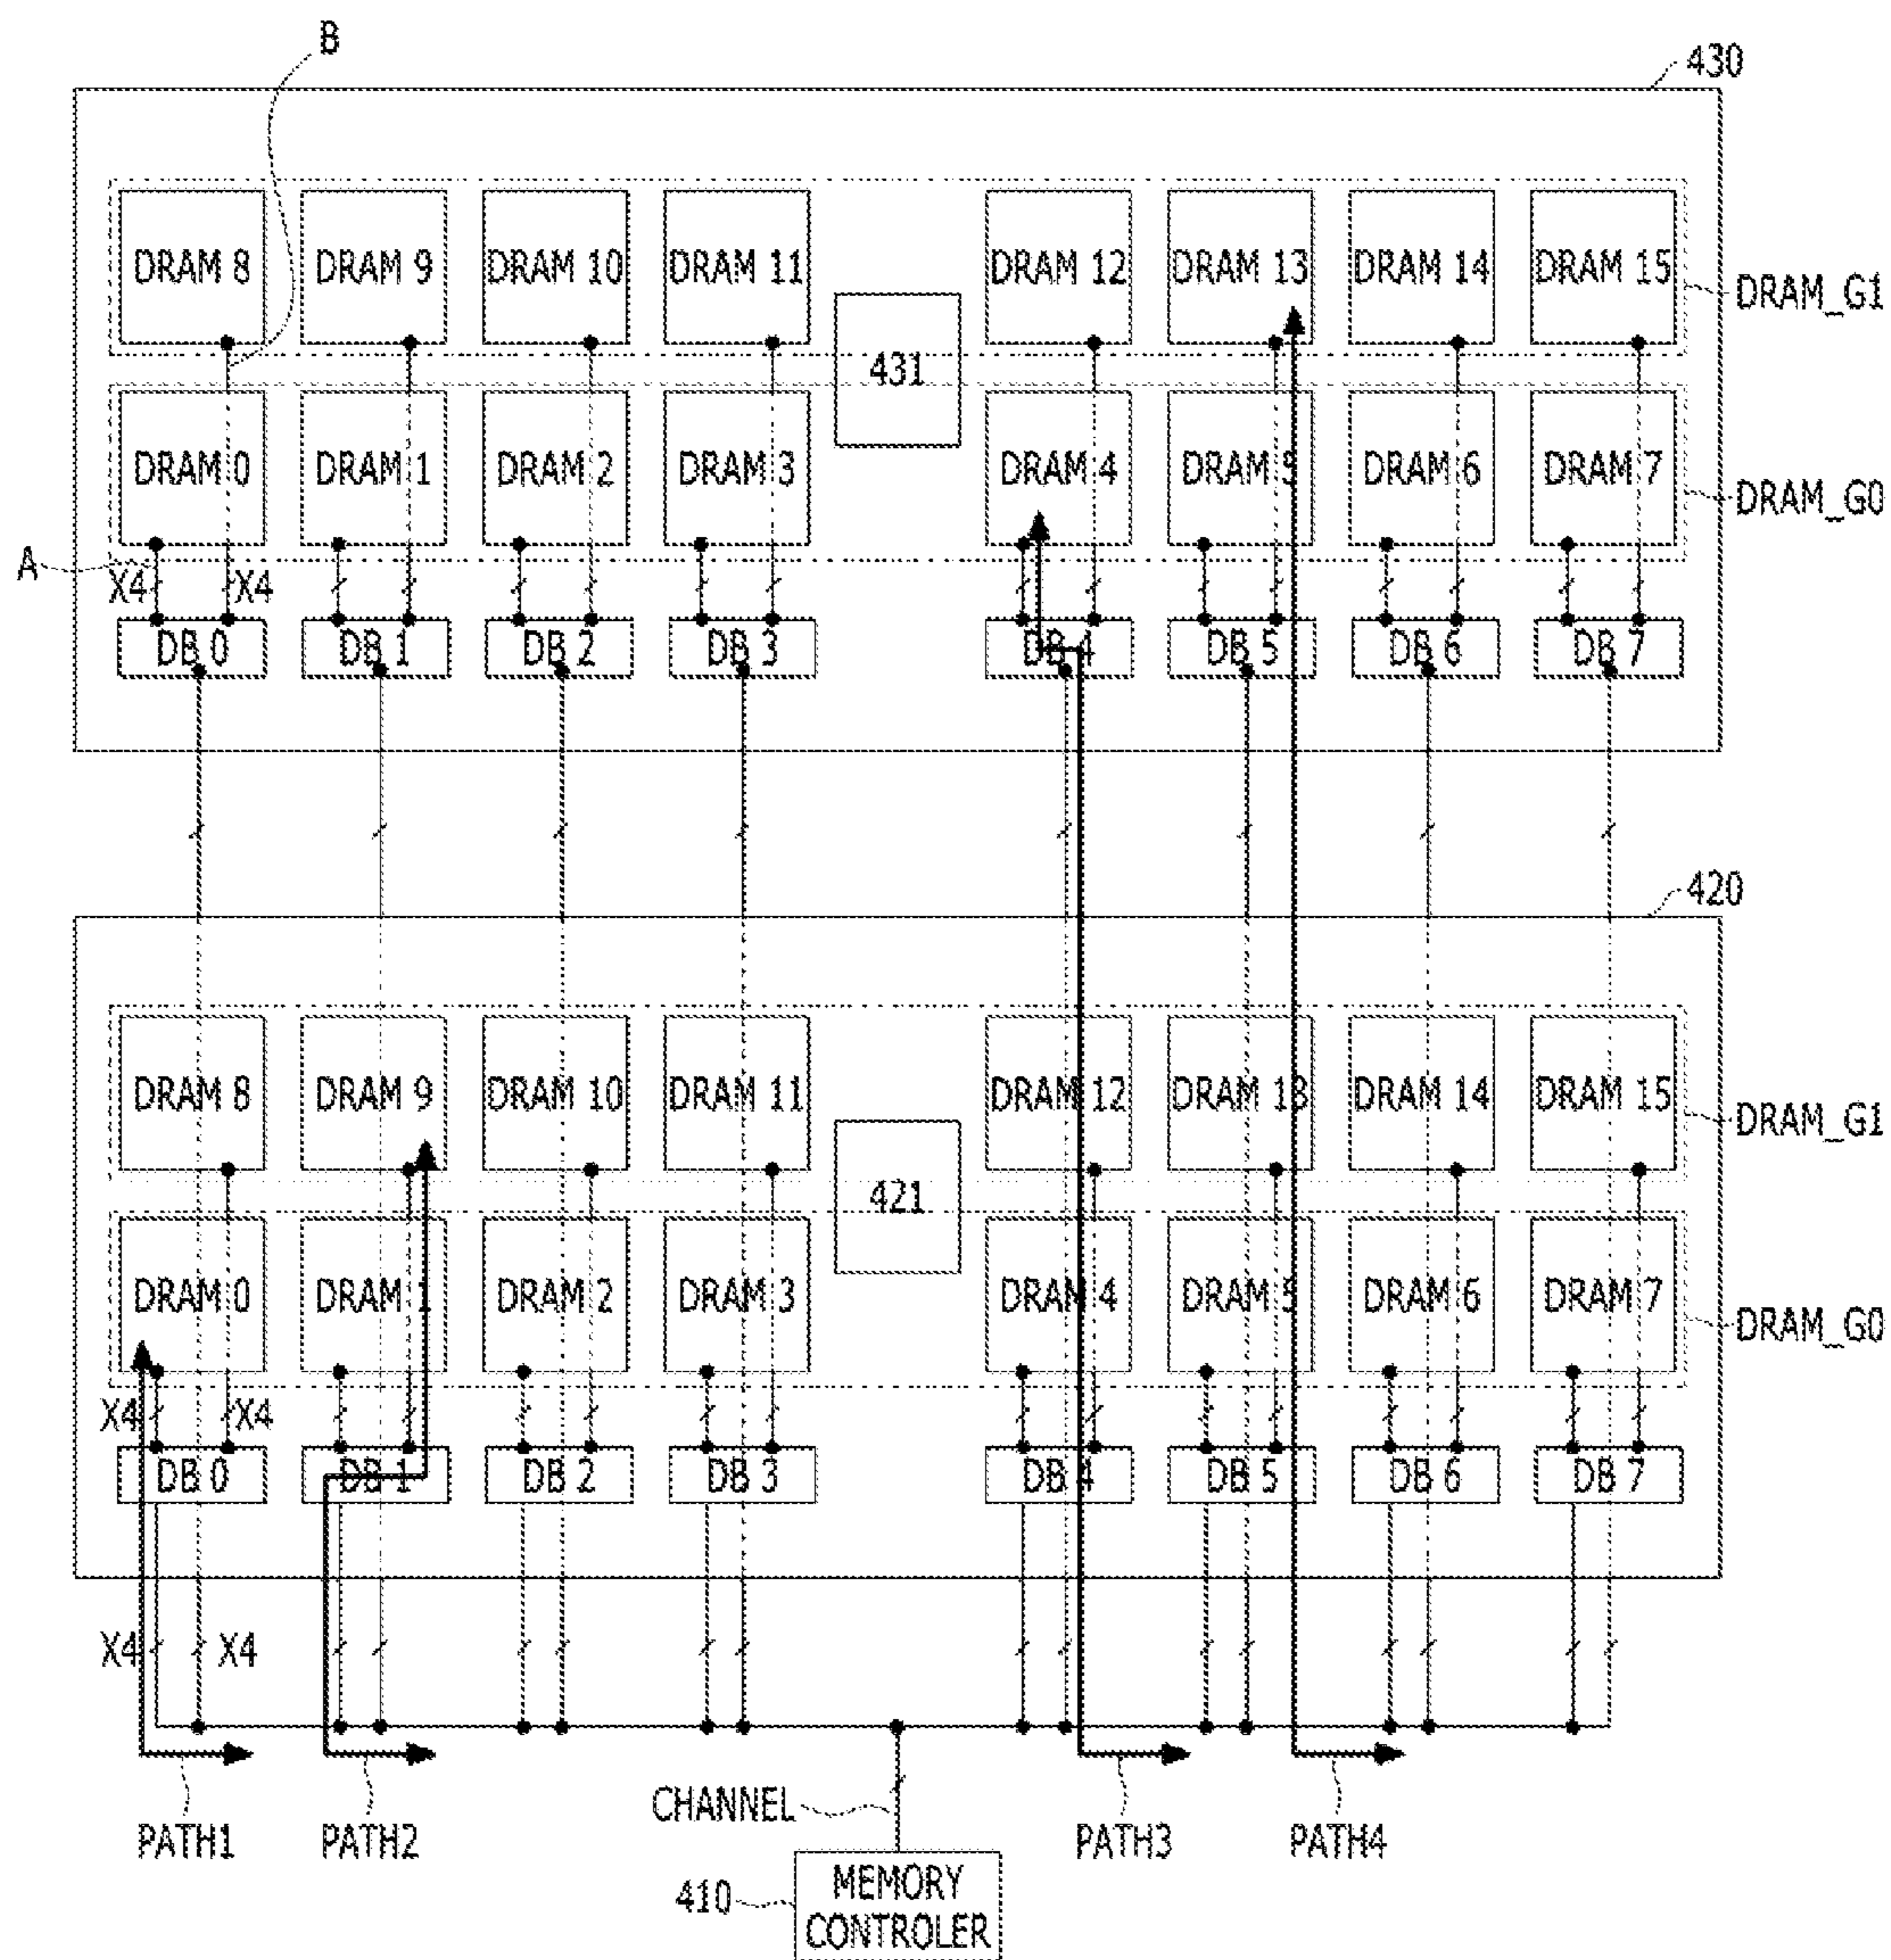 B
430
DRAM 8 DRAM 9 DRAM 10 DRAM 11 DRAM 12 DRAM 13 DRAM 14 DRAM 15
DRAM_G1
431
DRAM 0 DRAM 1 DRAM 2 DRAM 3 DRAM 4 DRAM 5 DRAM 6 DRAM 7
DRAM_G0
A
X4 X4
DB 0 DB 1 DB 2 DB 3 DB 4 DB 5 DB 6 DB 7
420
DRAM 8 DRAM 9 DRAM 10 DRAM 11 DRAM 12 DRAM 13 DRAM 14 DRAM 15
DRAM_G1
421
DRAM 0 DRAM 1 DRAM 2 DRAM 3 DRAM 4 DRAM 5 DRAM 6 DRAM 7
DRAM_G0
X4 X4
DB 0 DB 1 DB 2 DB 3 DB 4 DB 5 DB 6 DB 7
X4 X4
CHANNEL
PATH1 PATH2 PATH3 PATH4
410
MEMORY
CONTROLER